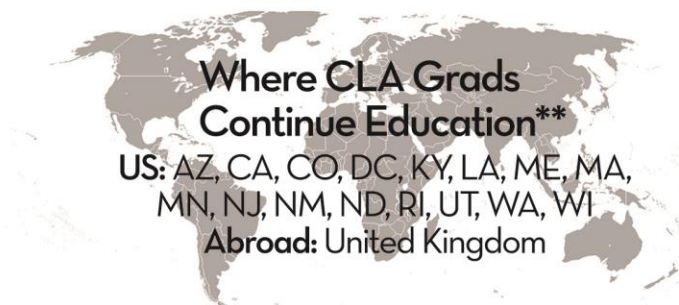 Where CLA Grads
Continue Education**
US: AZ, CA, CO, DC, KY, LA, ME, MA,
MN, NJ, NM, ND, RI, UT, WA, WI
Abroad: United Kingdom